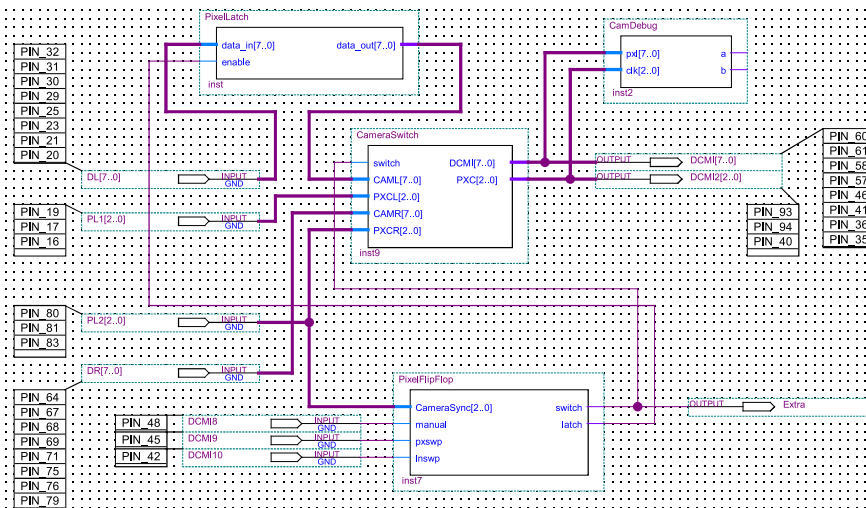 PixelLatch
data_in[7..0]
data_out[7..0]
enable
inst
CamDebug
pxl[7..0]
a
clk[2..0]
b
inst2
PIN_32
PIN_31
PIN_30
PIN_29
PIN_25
PIN_23
PIN_21
PIN_20
DL[7..0]
INPUT
GND
PIN_19
PIN_17
PIN_16
PL1[2..0]
INPUT
GND
CameraSwitch
switch
DCMI[7..0]
CAML[7..0]
PXC[2..0]
PXCL[2..0]
CAMR[7..0]
PXCR[2..0]
inst9
OUTPUT
DCMI[7..0]
OUTPUT
DCMI2[2..0]
PIN_60
PIN_61
PIN_58
PIN_57
PIN_46
PIN_41
PIN_36
PIN_35
PIN_93
PIN_94
PIN_40
PIN_80
PIN_81
PIN_83
PL2[2..0]
INPUT
GND
DR[7..0]
INPUT
GND
PIN_64
PIN_67
PIN_68
PIN_69
PIN_71
PIN_75
PIN_76
PIN_79
PIN_48
PIN_45
PIN_42
DCMI8
INPUT
GND
DCMI9
INPUT
GND
DCMI10
INPUT
GND
PixelFlipFlop
CameraSync[2..0]
switch
manual
latch
pxswp
lnswp
inst7
OUTPUT
Extra